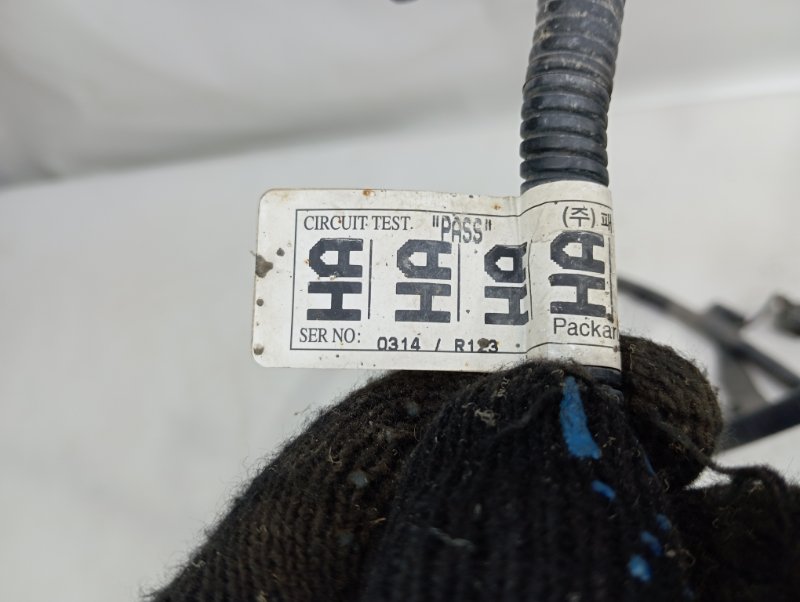 CIRCUIT TEST. "PASS" (주)
HA HA HA HA
SER NO: 0314 / R123 Packar